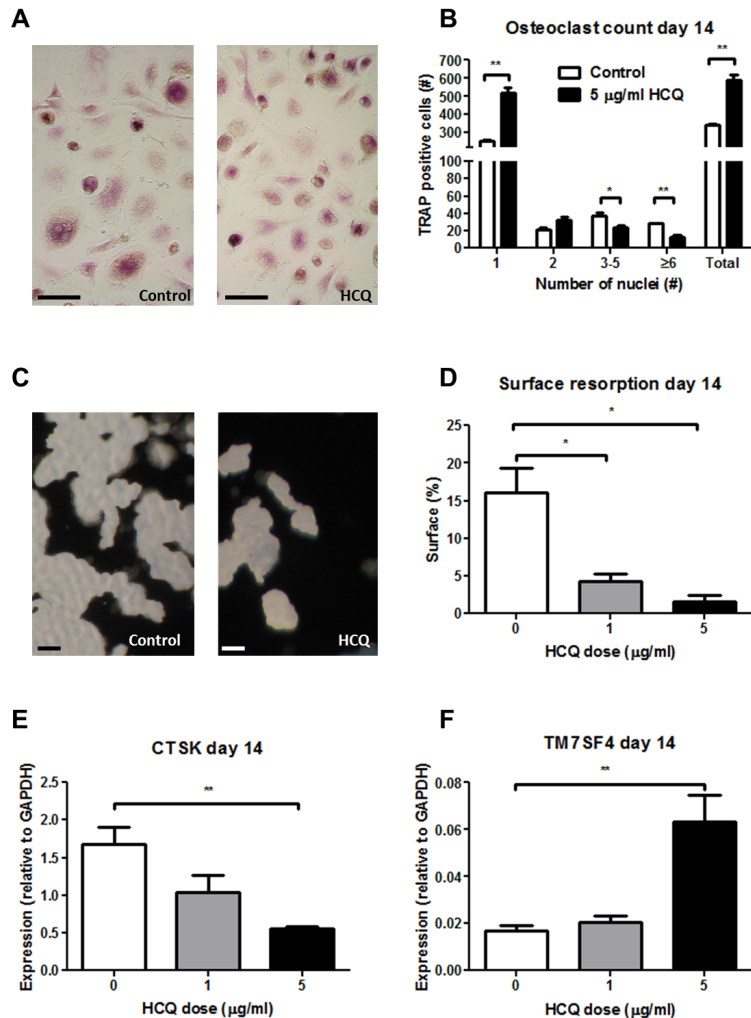 A
Control
HCQ
B
Osteoclast count day 14
TRAP positive cells (#)
700
600
500
400
300
100
80
60
40
20
0
Control
5 µg/ml HCQ
**
*
**
**
1 2 3-5 ≥6 Total
Number of nuclei (#)
C
Control
HCQ
D
Surface resorption day 14
Surface (%)
25
20
15
10
5
0
*
*
0 1 5
HCQ dose (µg/ml)
E
CTSK day 14
Expression (relative to GAPDH)
2.5
2.0
1.5
1.0
0.5
0.0
**
0 1 5
HCQ dose (µg/ml)
F
TM7SF4 day 14
Expression (relative to GAPDH)
0.08
0.06
0.04
0.02
0.00
**
0 1 5
HCQ dose (µg/ml)